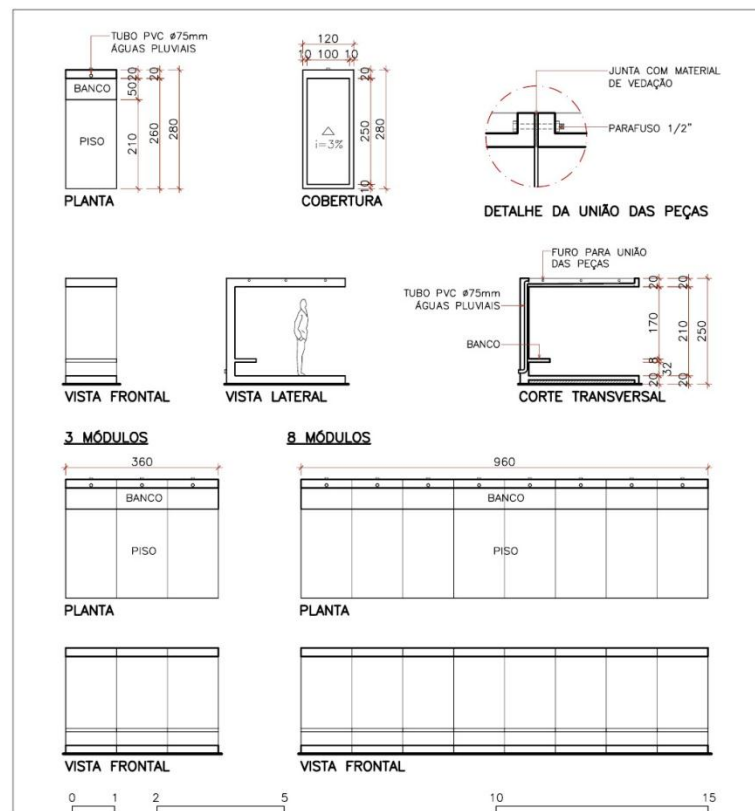 TUBO PVC ø75mm
ÁGUAS PLUVIAIS
BANCO
PISO
20
50
210
20
260
280
PLANTA
120
10 100 10
i=3%
20
250
10
280
COBERTURA
JUNTA COM MATERIAL
DE VEDAÇÃO
PARAFUSO 1/2"
DETALHE DA UNIÃO DAS PEÇAS
VISTA FRONTAL
VISTA LATERAL
FURO PARA UNIÃO
DAS PEÇAS
TUBO PVC ø75mm
ÁGUAS PLUVIAIS
BANCO
20
170
8
32
20
20
210
20
250
CORTE TRANSVERSAL
3 MÓDULOS
360
BANCO
PISO
PLANTA
VISTA FRONTAL
8 MÓDULOS
960
BANCO
PISO
PLANTA
VISTA FRONTAL
0 1 2 5 10 15